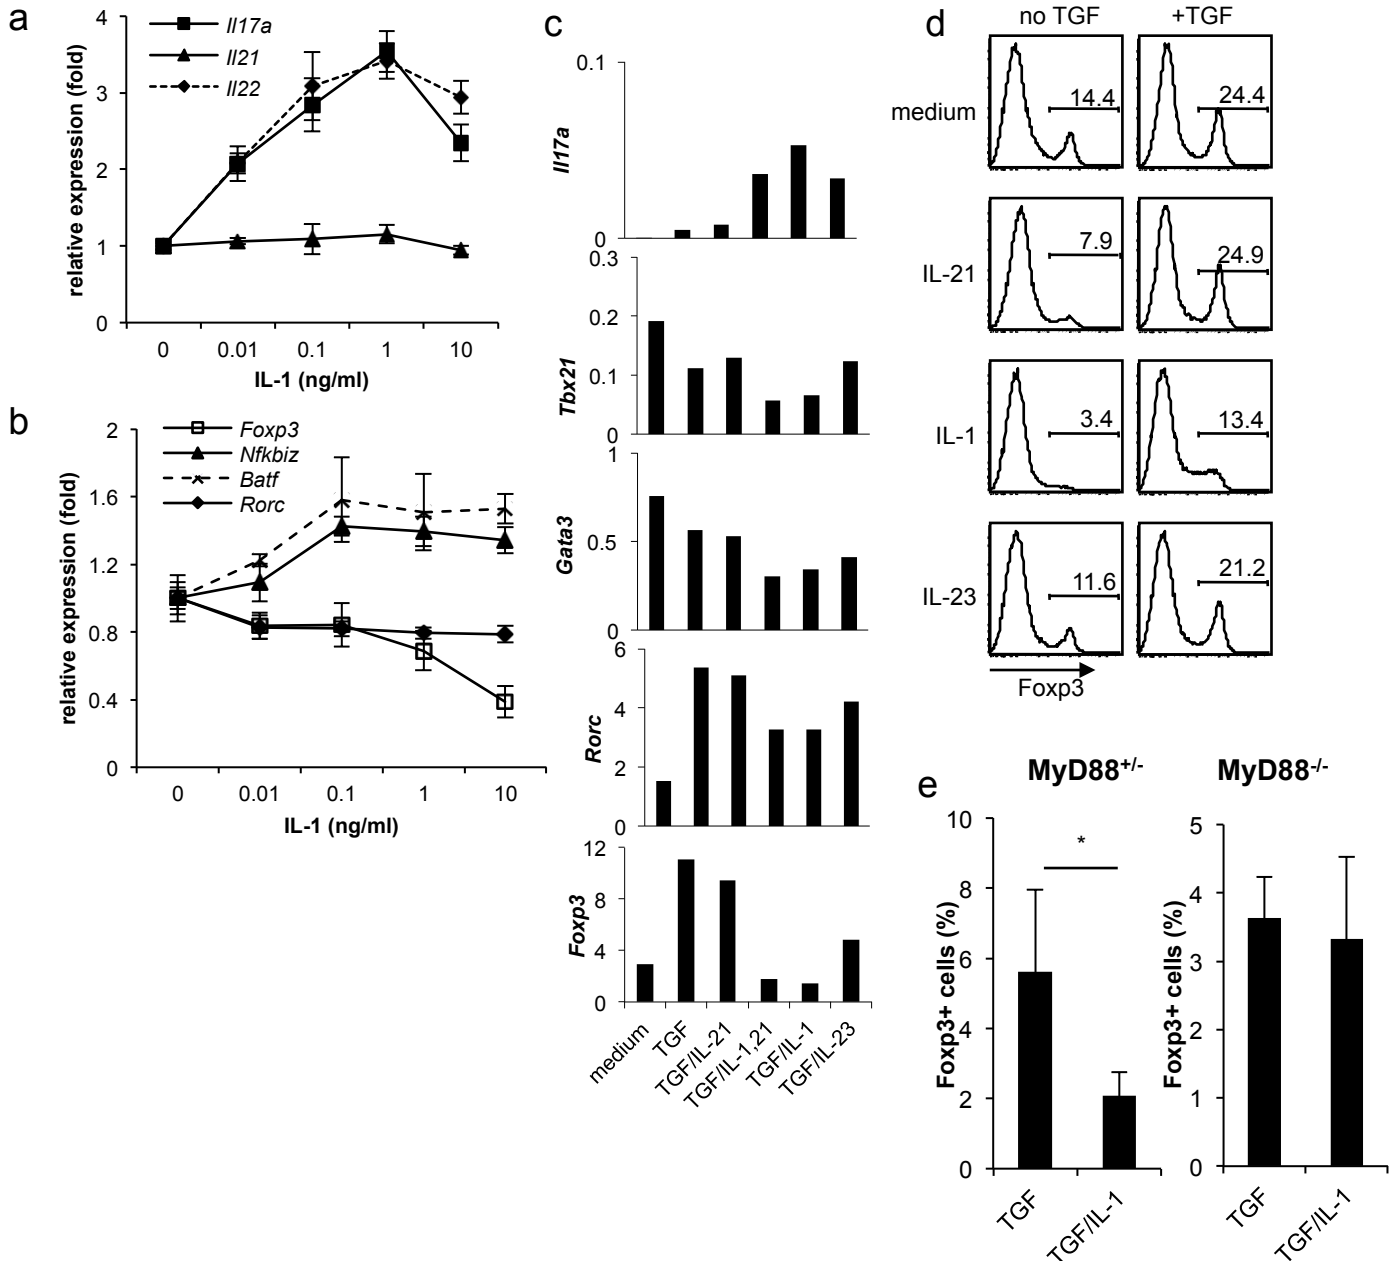 a
4
3
2
1
0
relative expression (fold)
Il17a
Il21
Il22
0 0.01 0.1 1 10
IL-1 (ng/ml)
b
2
1.6
1.2
0.8
0.4
0
relative expression (fold)
Foxp3
Nfkbiz
Batf
Rorc
0 0.01 0.1 1 10
IL-1 (ng/ml)
c
0.1
0
Il17a
0.3
0.2
0.1
0
Tbx21
1
0.5
0
Gata3
6
4
2
0
Rorc
12
8
4
0
Foxp3
medium
TGF
TGF/IL-21
TGF/IL-1,21
TGF/IL-1
TGF/IL-23
d
no TGF +TGF
medium 14.4 24.4
IL-21 7.9 24.9
IL-1 3.4 13.4
IL-23 11.6 21.2
Foxp3
e
MyD88+/-
10
8
6
4
2
0
Foxp3+ cells (%)
*
TGF
TGF/IL-1
MyD88-/-
5
4
3
2
1
0
Foxp3+ cells (%)
TGF
TGF/IL-1